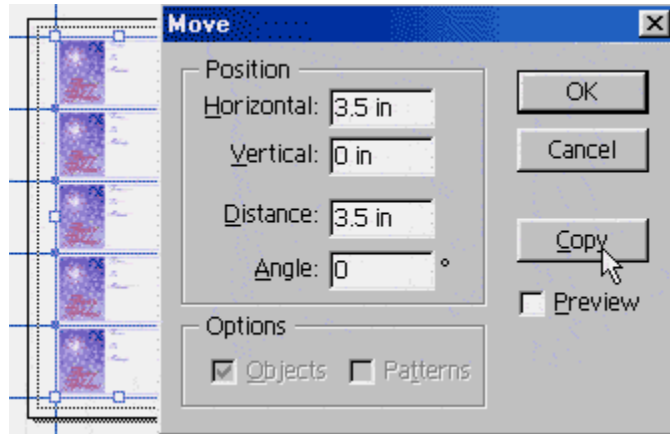 Move
Position
Horizontal: 3.5 in
Vertical: 0 in
Distance: 3.5 in
Angle: 0 °
Options
Objects Patterns
OK
Cancel
Copy
Preview